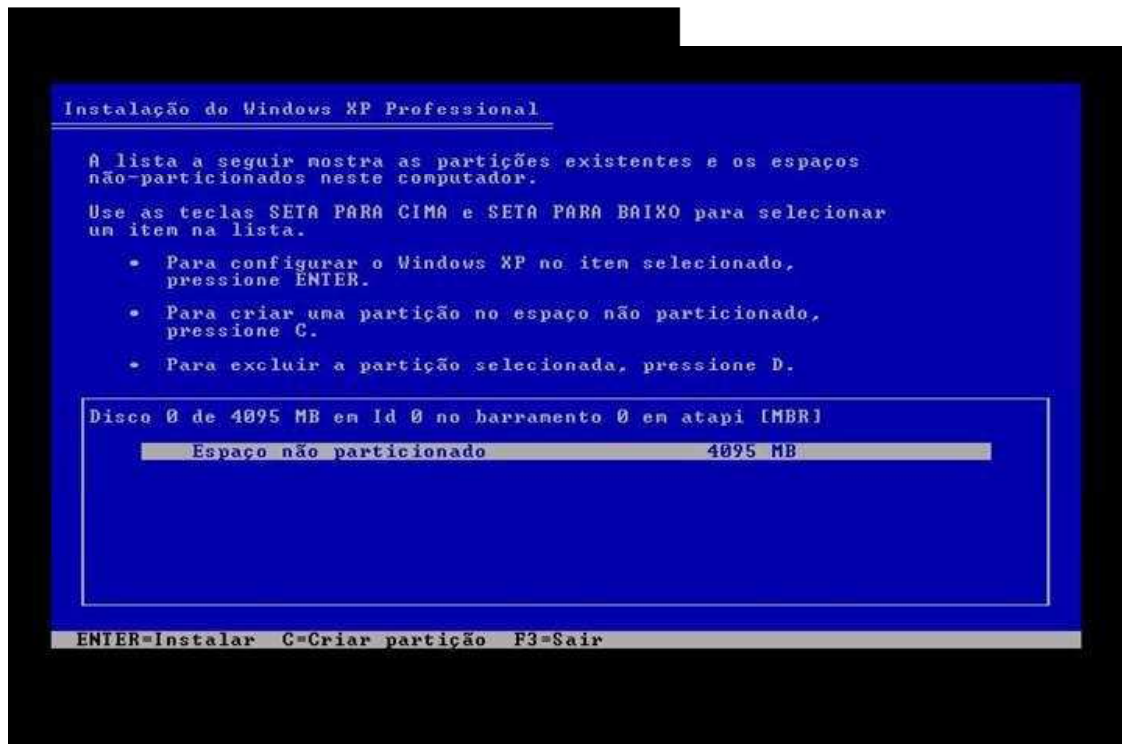 Instalação do Windows XP Professional
A lista a seguir mostra as partições existentes e os espaços
não-particionados neste computador.
Use as teclas SETA PARA CIMA e SETA PARA BAIXO para selecionar
um item na lista.
• Para configurar o Windows XP no item selecionado,
pressione ENTER.
• Para criar uma partição no espaço não particionado,
pressione C.
• Para excluir a partição selecionada, pressione D.
Disco 0 de 4095 MB em Id 0 no barramento 0 em atapi [MBR]
Espaço não particionado 4095 MB
ENTER=Instalar C=Criar partição F3=Sair